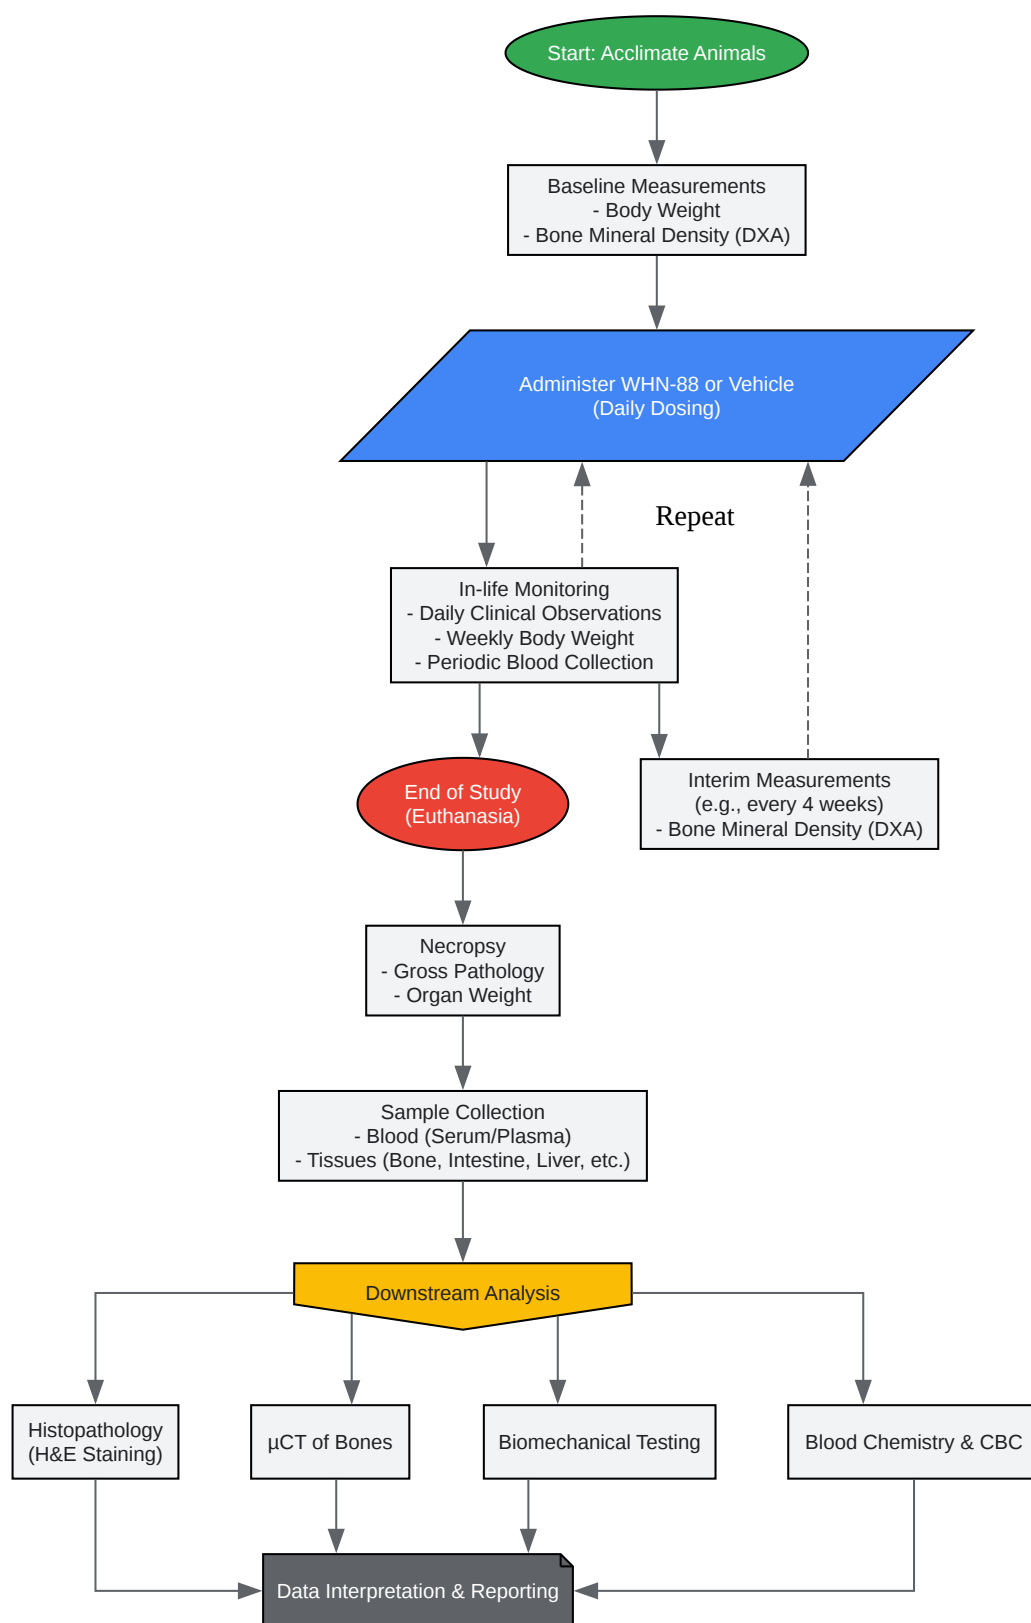 Start: Acclimate Animals
Baseline Measurements
- Body Weight
- Bone Mineral Density (DXA)
Administer WHN-88 or Vehicle
(Daily Dosing)
Repeat
In-life Monitoring
- Daily Clinical Observations
- Weekly Body Weight
- Periodic Blood Collection
End of Study
(Euthanasia)
Interim Measurements
(e.g., every 4 weeks)
- Bone Mineral Density (DXA)
Necropsy
- Gross Pathology
- Organ Weight
Sample Collection
- Blood (Serum/Plasma)
- Tissues (Bone, Intestine, Liver, etc.)
Downstream Analysis
Histopathology
(H&E Staining)
µCT of Bones
Biomechanical Testing
Blood Chemistry & CBC
Data Interpretation & Reporting